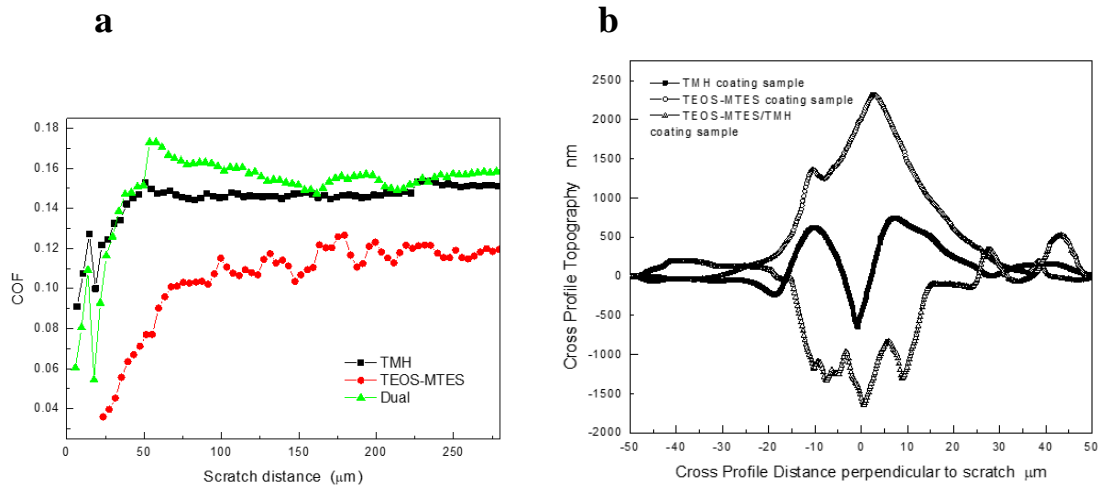 a
0.18
0.16
0.14
0.12
0.10
0.08
0.06
0.04
COF
0
50
100
150
200
250
Scratch distance (μm)
TMH
TEOS-MTES
Dual
b
2500
2000
1500
1000
500
0
-500
-1000
-1500
-2000
Cross Profile Topography nm
TMH coating sample
TEOS-MTES coating sample
TEOS-MTES/TMH
coating sample
-50
-40
-30
-20
-10
0
10
20
30
40
50
Cross Profile Distance perpendicular to scratch μm